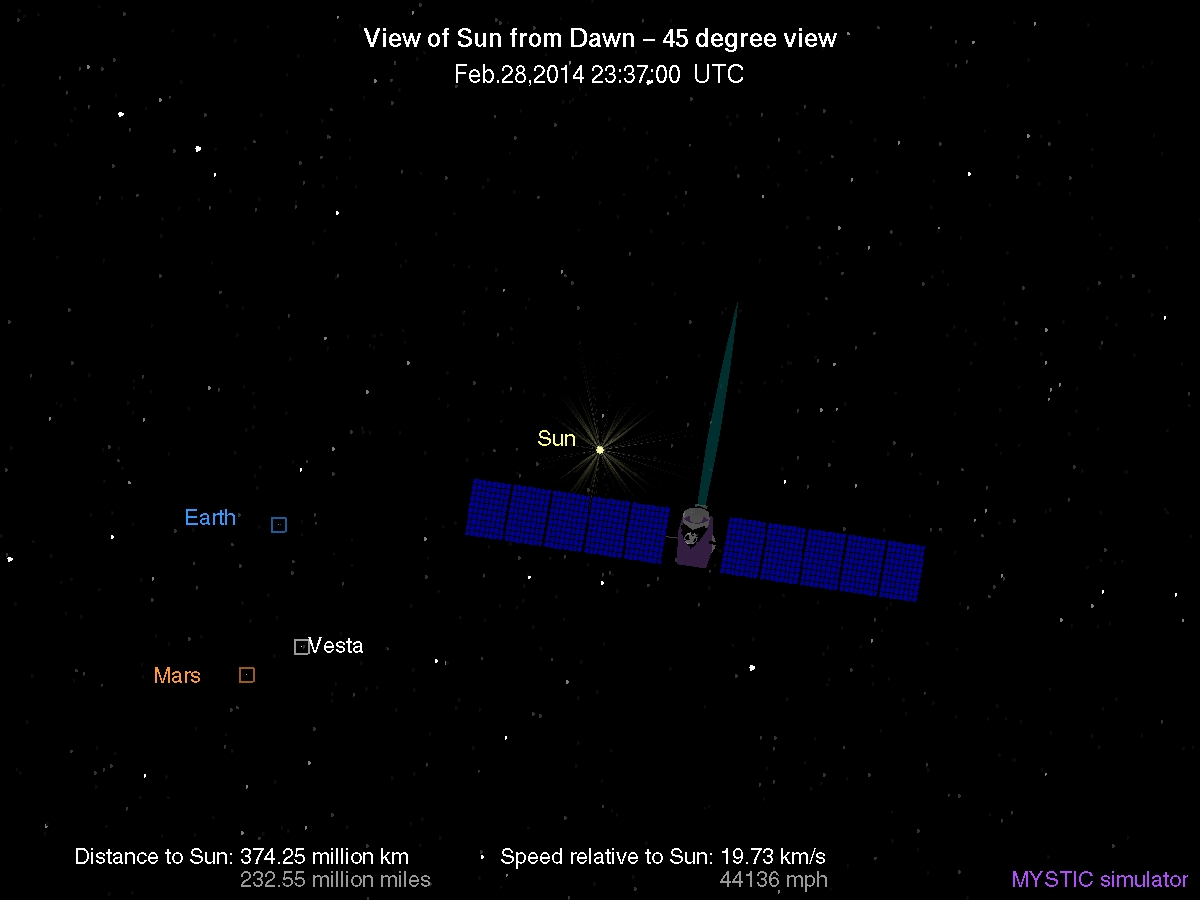 View of Sun from Dawn – 45 degree view
Feb.28,2014 23:37:00 UTC
Sun
Earth
Vesta
Mars
Distance to Sun: 374.25 million km
232.55 million miles
Speed relative to Sun: 19.73 km/s
44136 mph
MYSTIC simulator